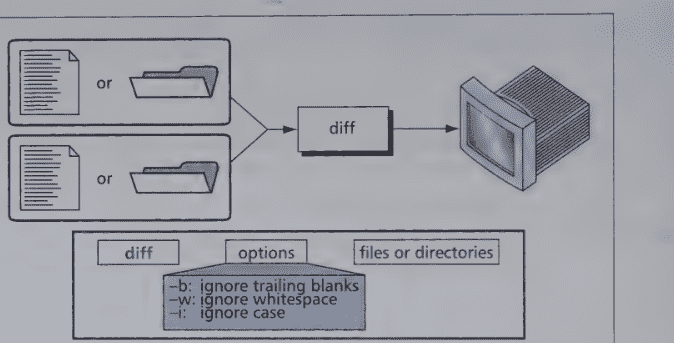 or
diff
or
diff options files or directories
–b: ignore trailing blanks
–w: ignore whitespace
–i: ignore case